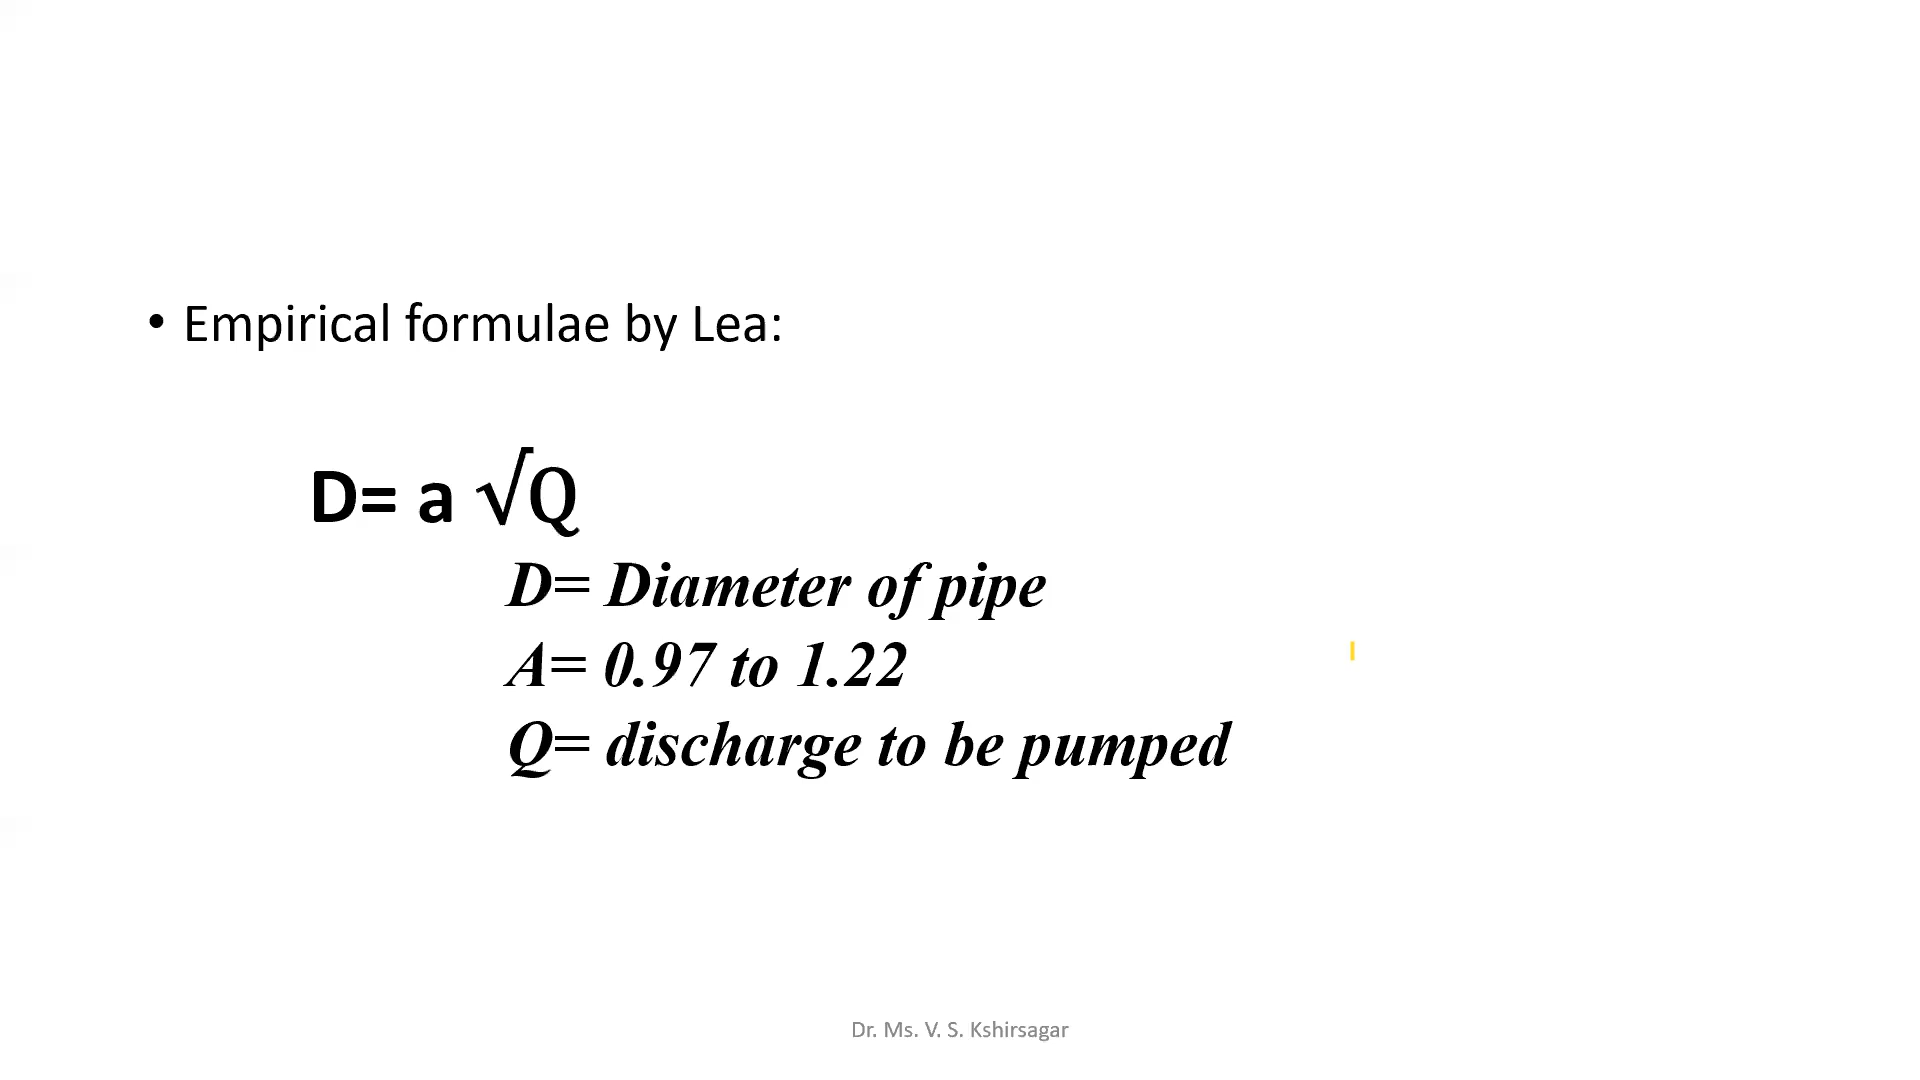 • Empirical formulae by Lea:
D= a √Q
D= Diameter of pipe
A= 0.97 to 1.22
Q= discharge to be pumped
Dr. Ms. V. S. Kshirsagar